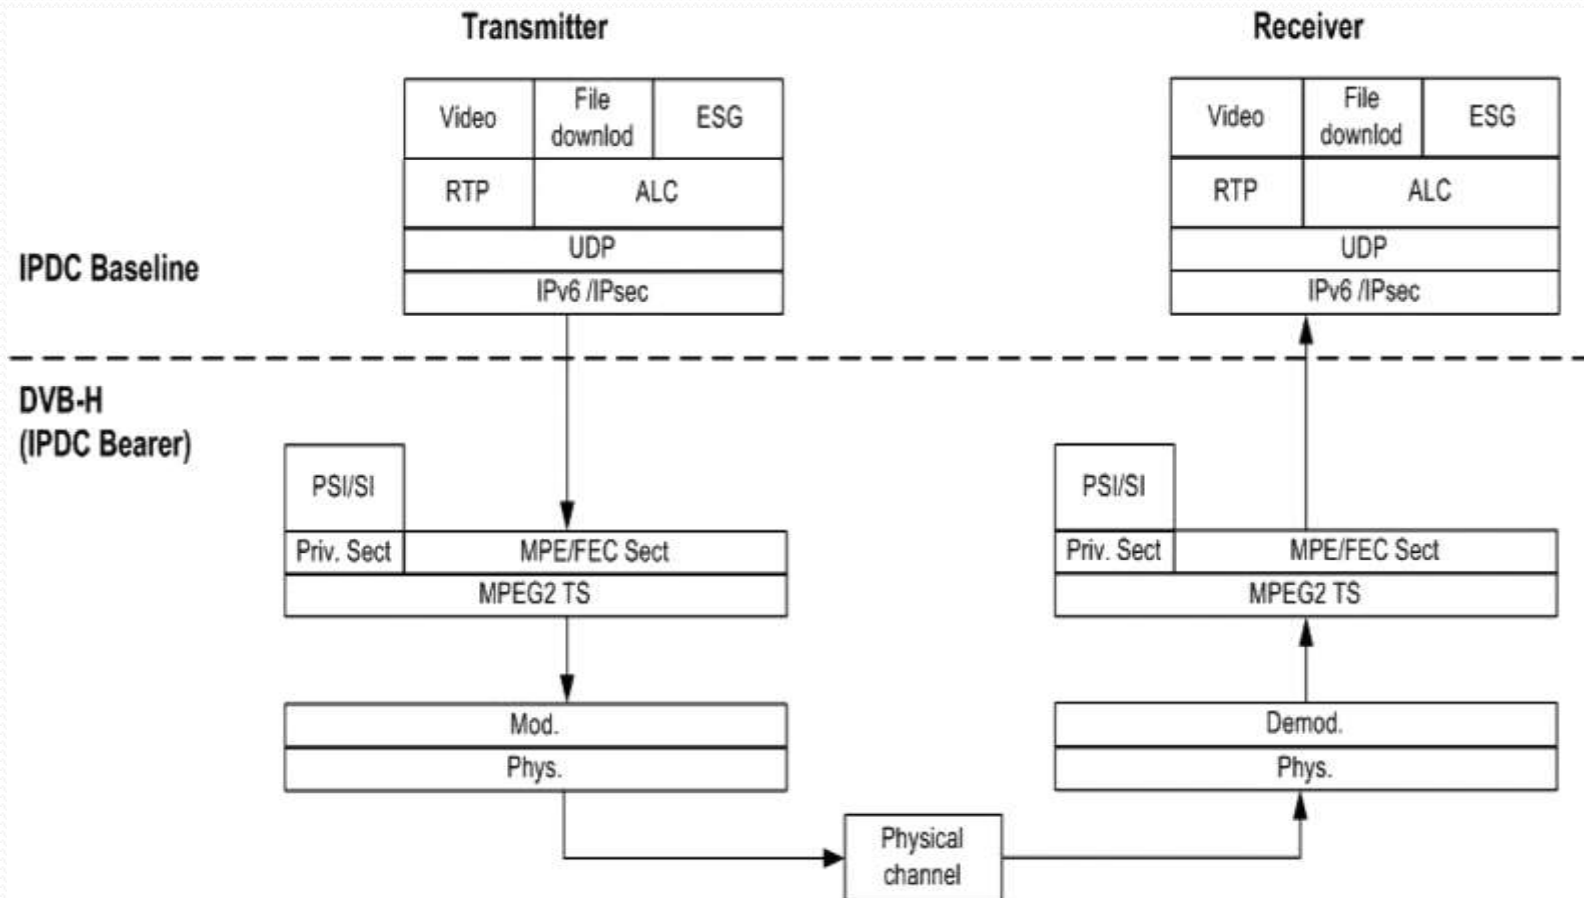 Transmitter
Receiver
Video
File
downlod
ESG
Video
File
downlod
ESG
RTP
ALC
RTP
ALC
UDP
UDP
IPDC Baseline
IPv6 /IPsec
IPv6 /IPsec
DVB-H
(IPDC Bearer)
PSI/SI
PSI/SI
Priv. Sect
MPE/FEC Sect
Priv. Sect
MPE/FEC Sect
MPEG2 TS
MPEG2 TS
Mod.
Demod.
Phys.
Phys.
Physical
channel